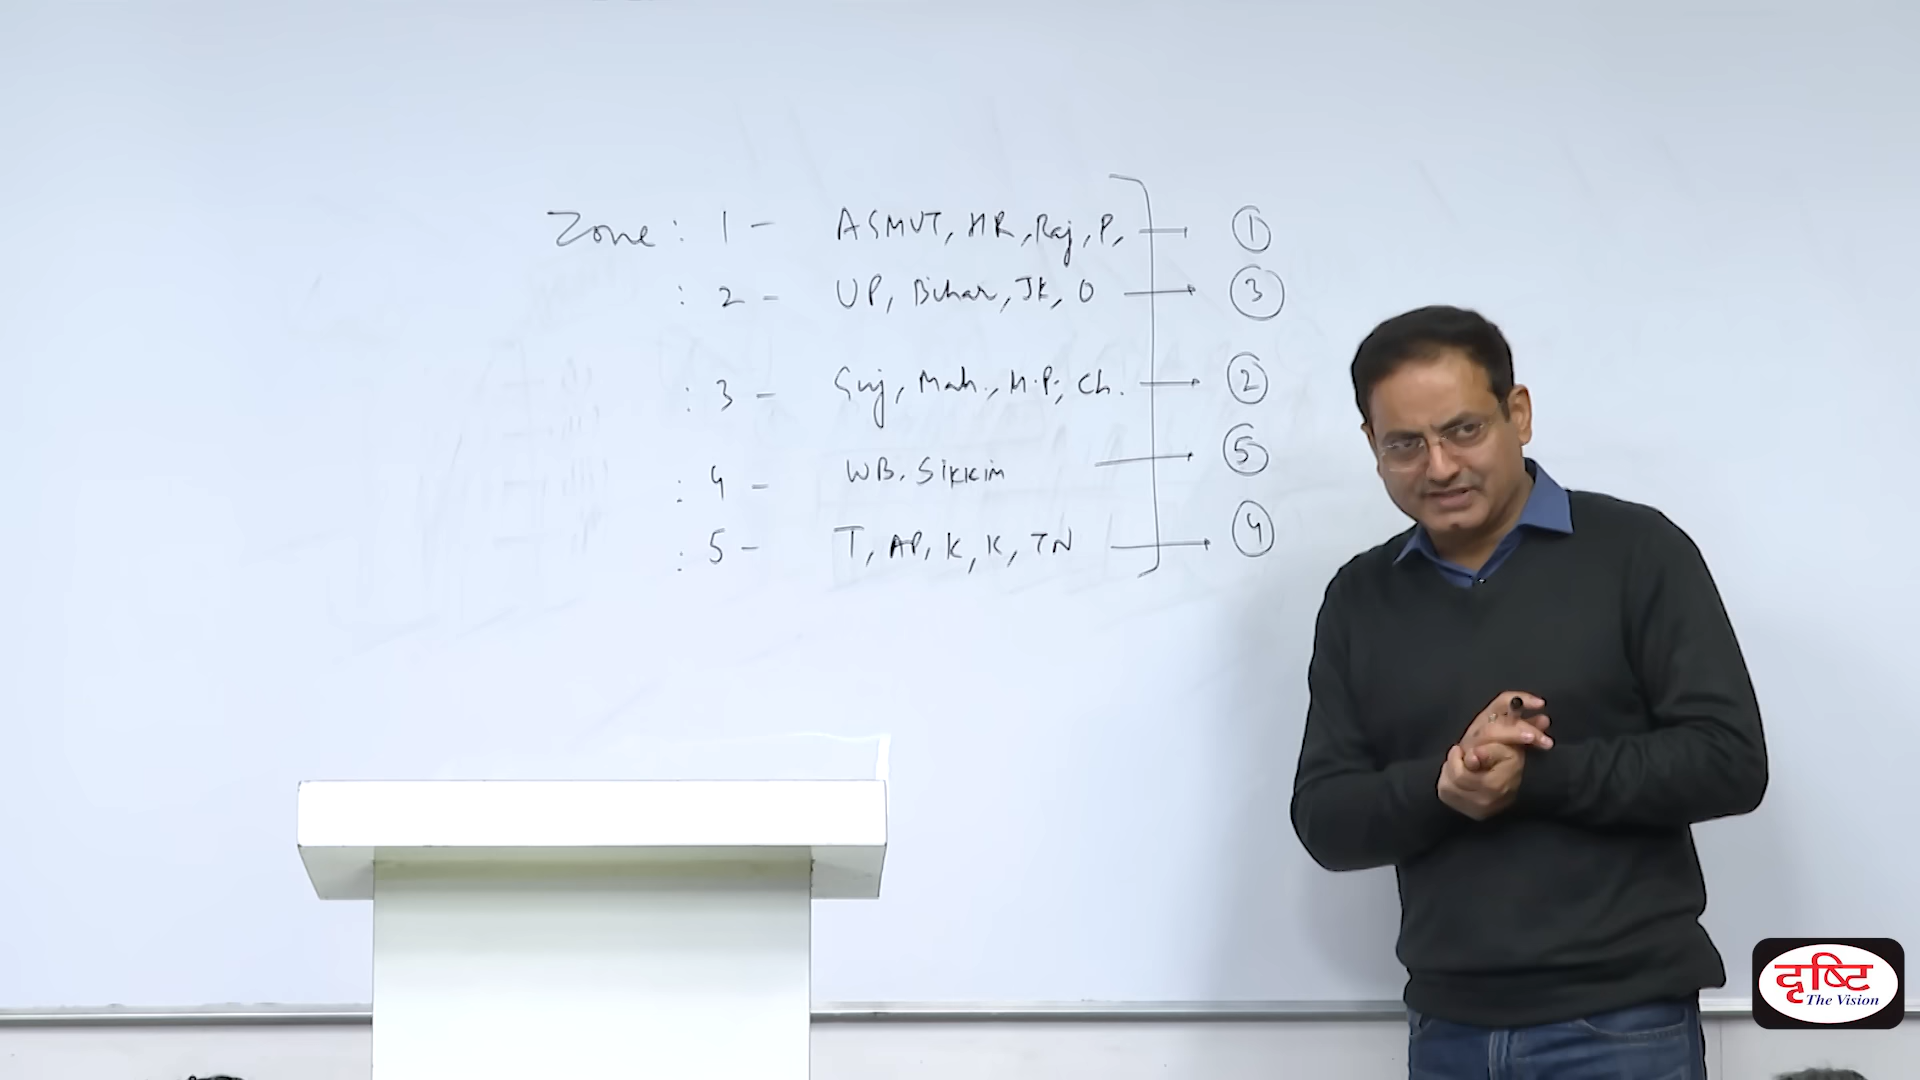 Zone : 1 - AGMUT, HR, Raj, P, → ①
: 2 - UP, Bihar, JK, O → ③
: 3 - Guj, Mah., M.P., Ch. → ②
: 4 - WB, Sikkim → ⑤
: 5 - T, AP, K, K, TN → ④
दृष्टि
The Vision